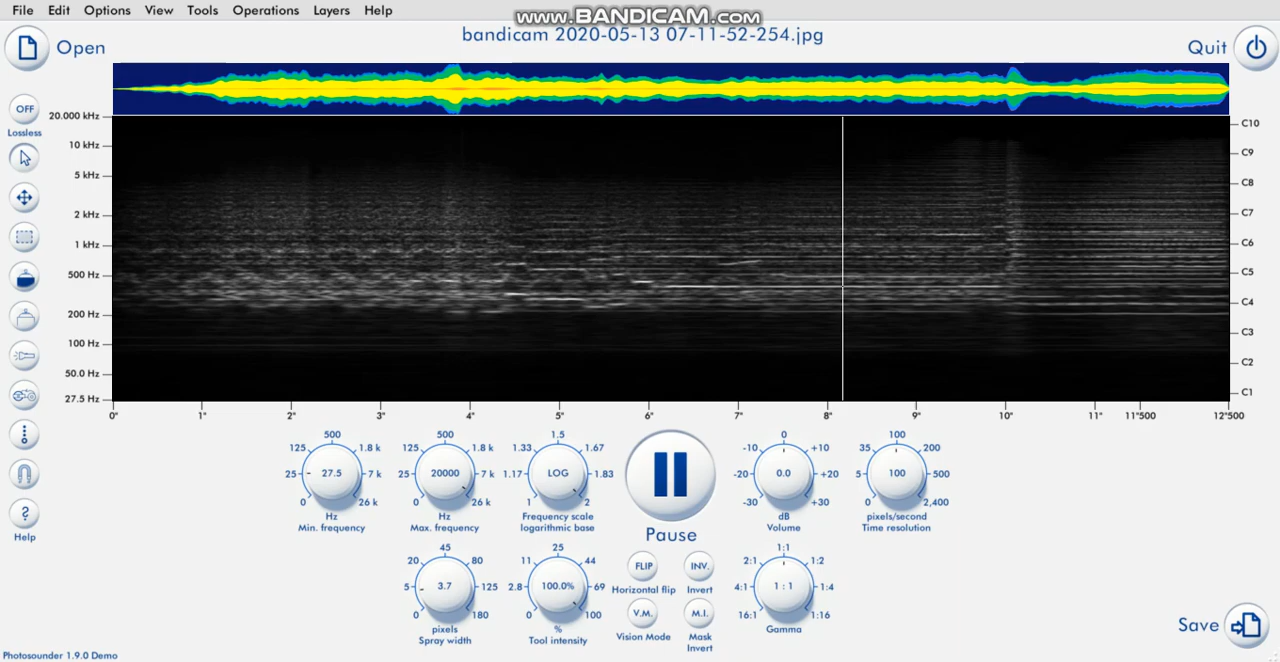 File Edit Options View Tools Operations Layers Help
www.BANDICAM.com
Open
bandicam 2020-05-13 07-11-52-254.jpg
Quit
OFF
Lossless
20.000 kHz
10 kHz
5 kHz
2 kHz
1 kHz
500 Hz
200 Hz
100 Hz
50.0 Hz
27.5 Hz
C10
C9
C8
C7
C6
C5
C4
C3
C2
C1
0" 1" 2" 3" 4" 5" 6" 7" 8" 9" 10" 11" 11"500 12"500
?
Help
500
125 1.8 k
25 27.5 7 k
0 26 k
Hz
Min. frequency
500
125 1.8 k
25 20000 7 k
0 26 k
Hz
Max. frequency
1.5
1.33 1.67
1.17 LOG 1.83
1 2
Frequency scale
logarithmic base
Pause
0
-10 +10
-20 0.0 +20
-30 +30
dB
Volume
100
35 200
5 100 500
0 2,400
pixels/second
Time resolution
45
20 80
5 3.7 125
0 180
pixels
Spray width
25
11 44
2.8 100.0% 69
0 100
%
Tool intensity
FLIP
Horizontal flip
INV.
Invert
V.M.
Vision Mode
M.I.
Mask
Invert
1:1
2:1 1:2
4:1 1 : 1 1:4
16:1 1:16
Gamma
Save
Photosounder 1.9.0 Demo